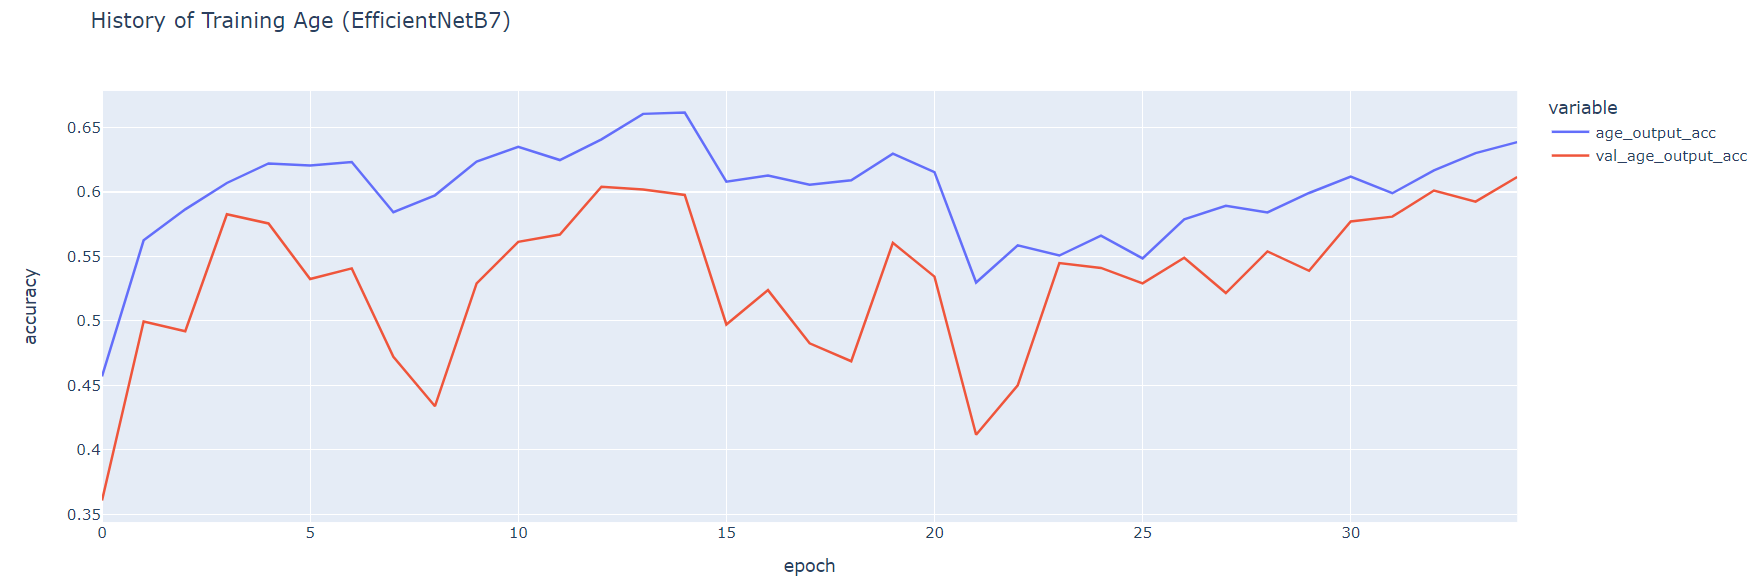 History of Training Age (EfficientNetB7)
variable
age_output_acc
val_age_output_acc
accuracy
0.65
0.6
0.55
0.5
0.45
0.4
0.35
0 5 10 15 20 25 30
epoch